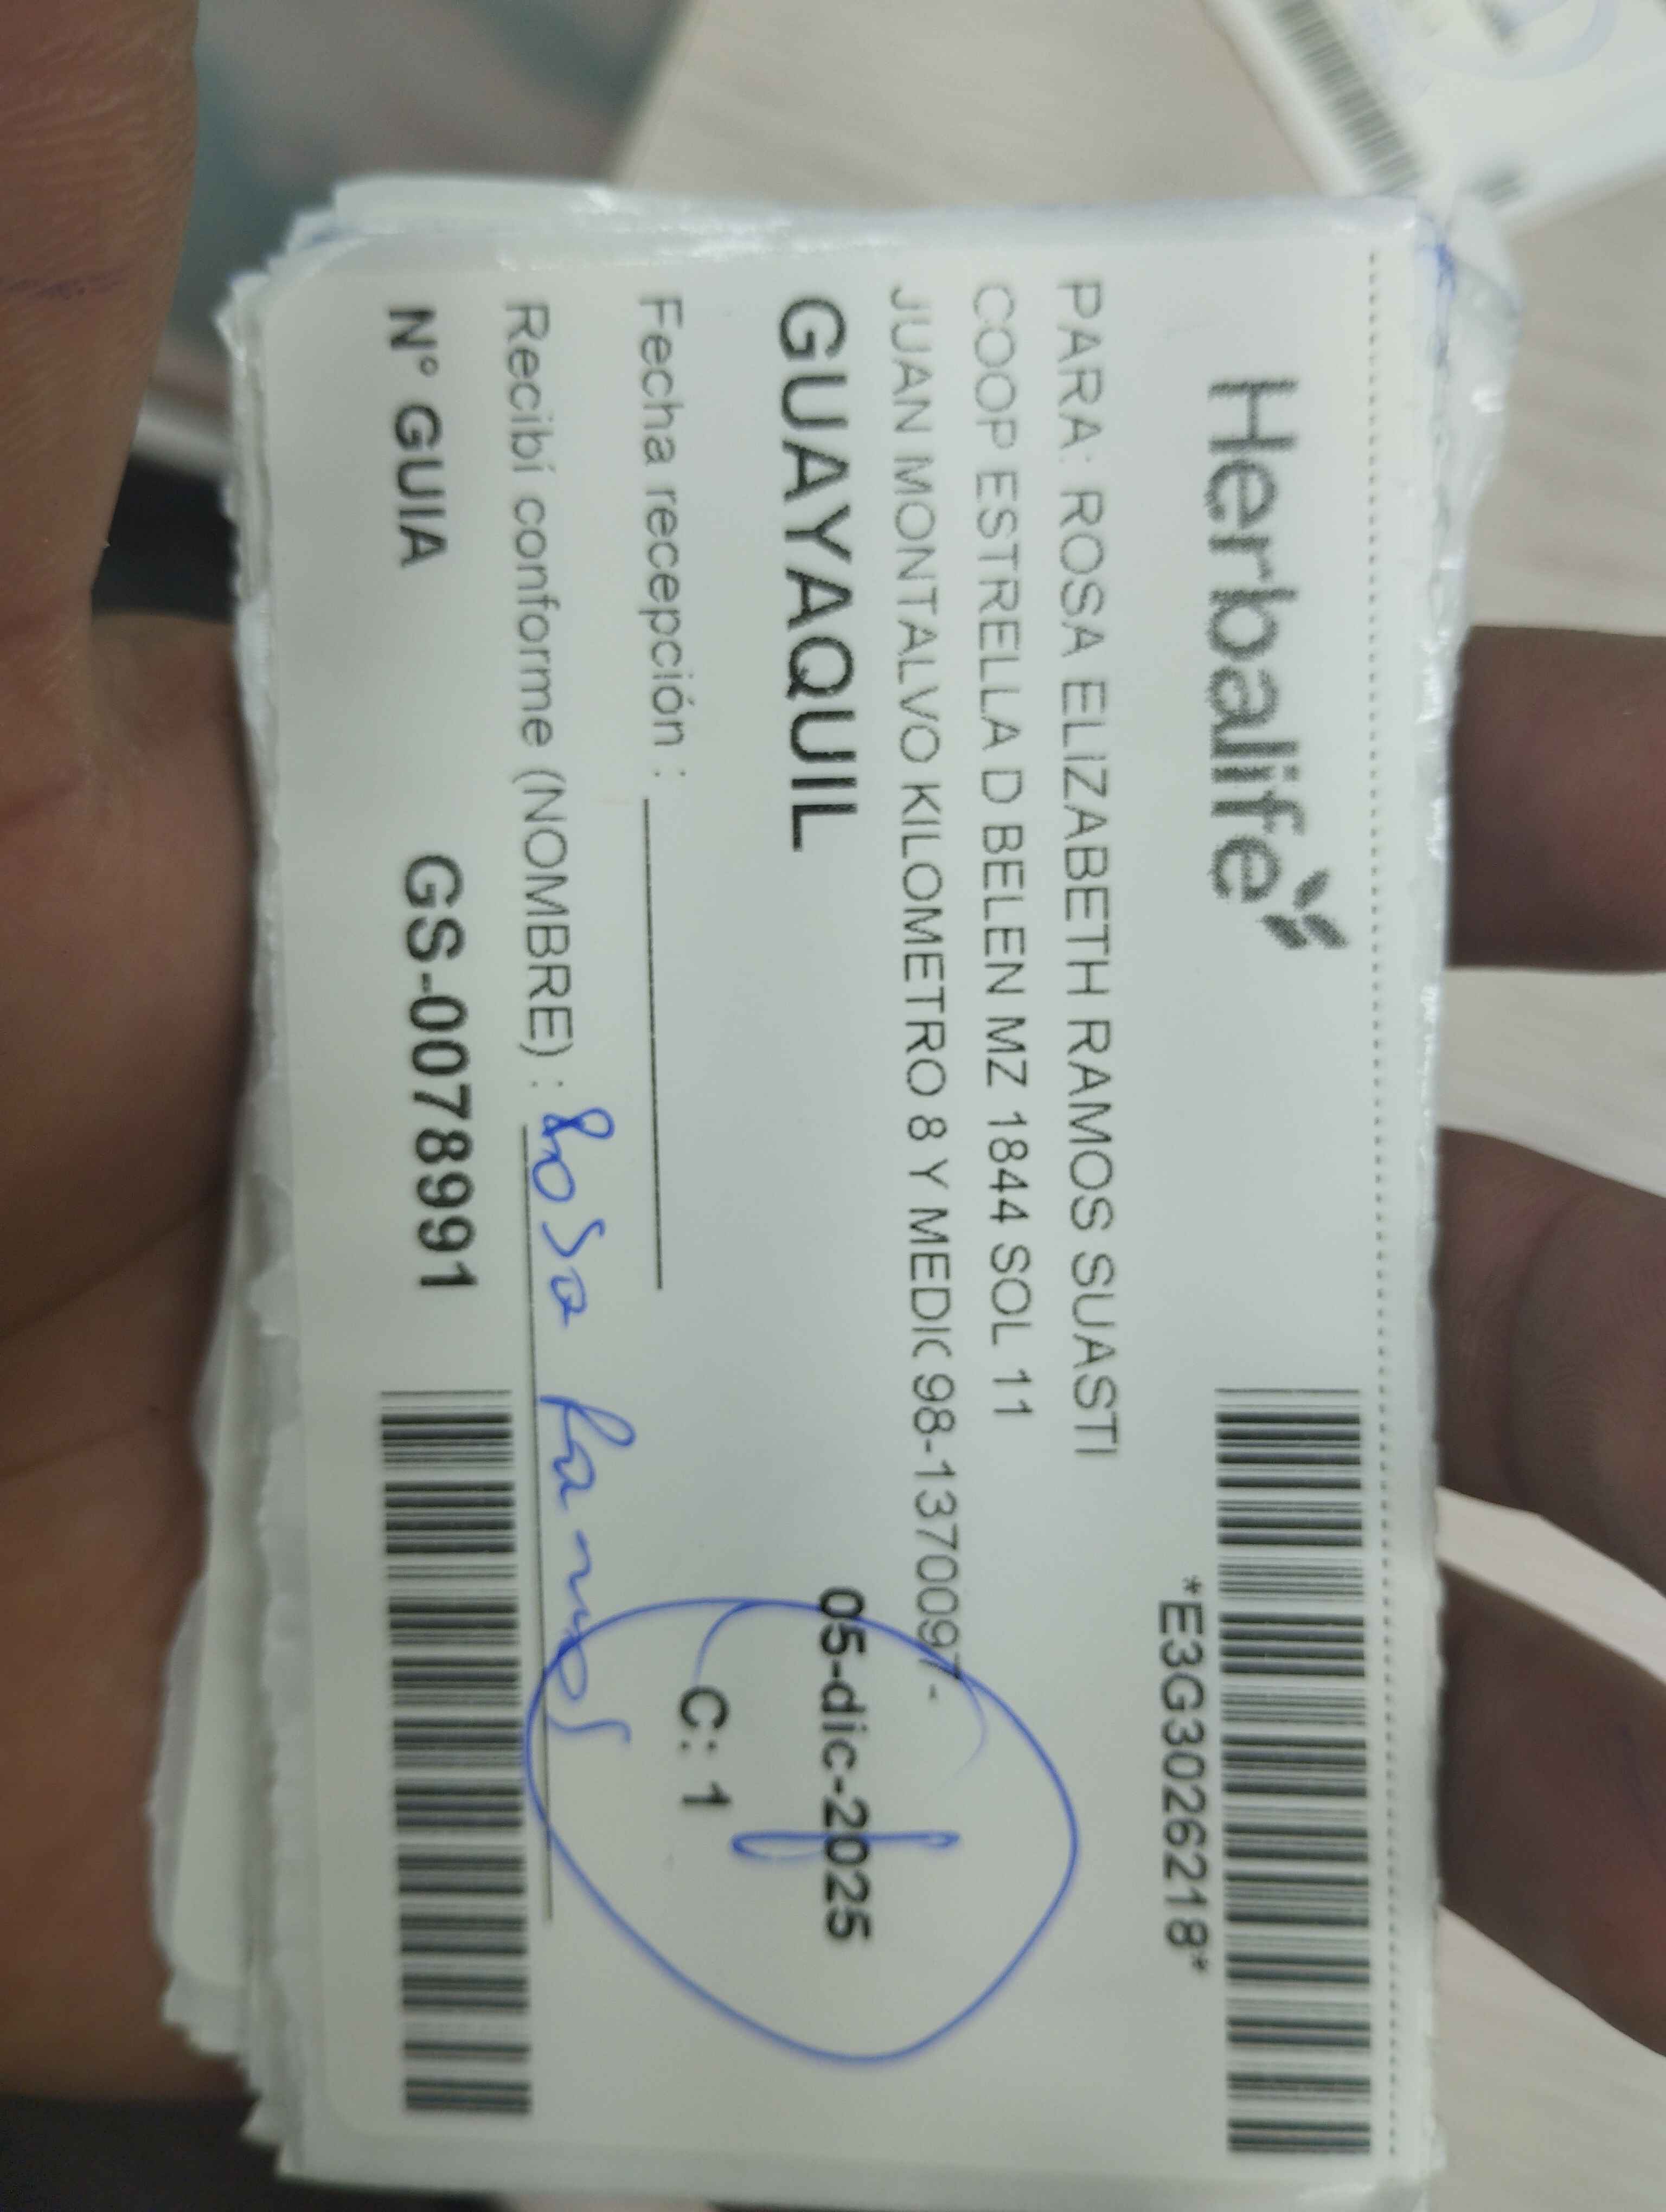 Herbalife
*E3G3026218*
PARA: ROSA ELIZABETH RAMOS SUASTI
COOP ESTRELLA D BELEN MZ 1844 SOL 11
JUAN MONTALVO KILOMETRO 8 Y MEDIC 98-1370097-
GUAYAQUIL
05-dic-2025
Fecha recepción :
C: 1
Recibí conforme (NOMBRE) : Rosa Ramos
N° GUIA GS-0078991